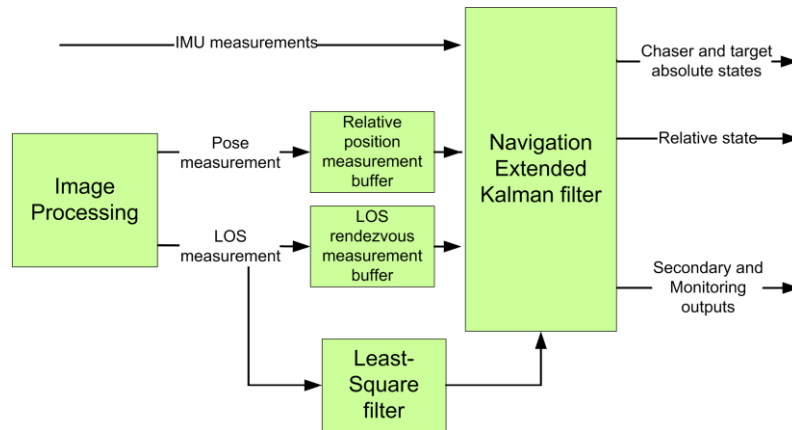 IMU measurements
Chaser and target
absolute states
Pose
measurement
Relative
position
measurement
buffer
Relative state
Image
Processing
Navigation
Extended
Kalman filter
LOS
measurement
LOS
rendezvous
measurement
buffer
Secondary and
Monitoring
outputs
Least-
Square
filter